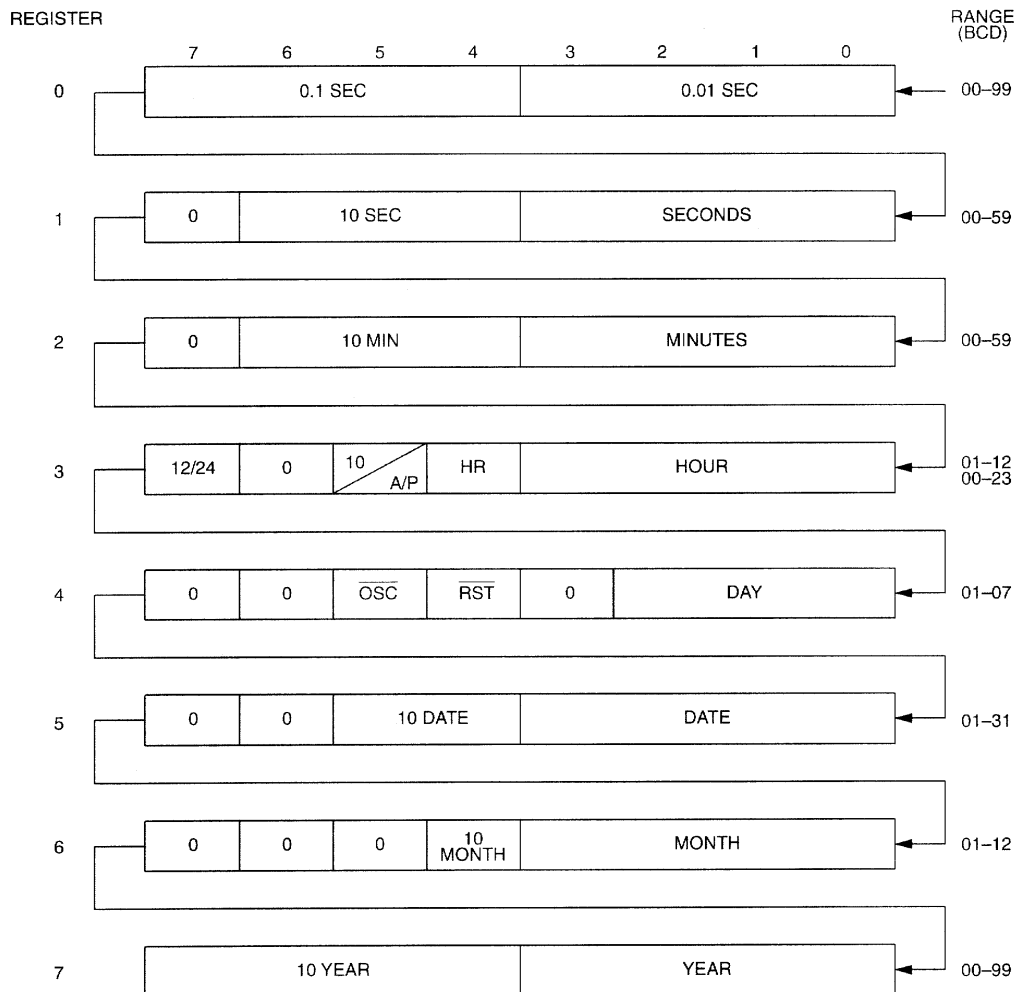 REGISTER
RANGE
(BCD)
7 6 5 4 3 2 1 0
0 0.1 SEC 0.01 SEC 00–99
1 0 10 SEC SECONDS 00–59
2 0 10 MIN MINUTES 00–59
3 12/24 0 10 A/P HR HOUR 01–12
00–23
4 0 0 OSC RST 0 DAY 01–07
5 0 0 10 DATE DATE 01–31
6 0 0 0 10 MONTH MONTH 01–12
7 10 YEAR YEAR 00–99